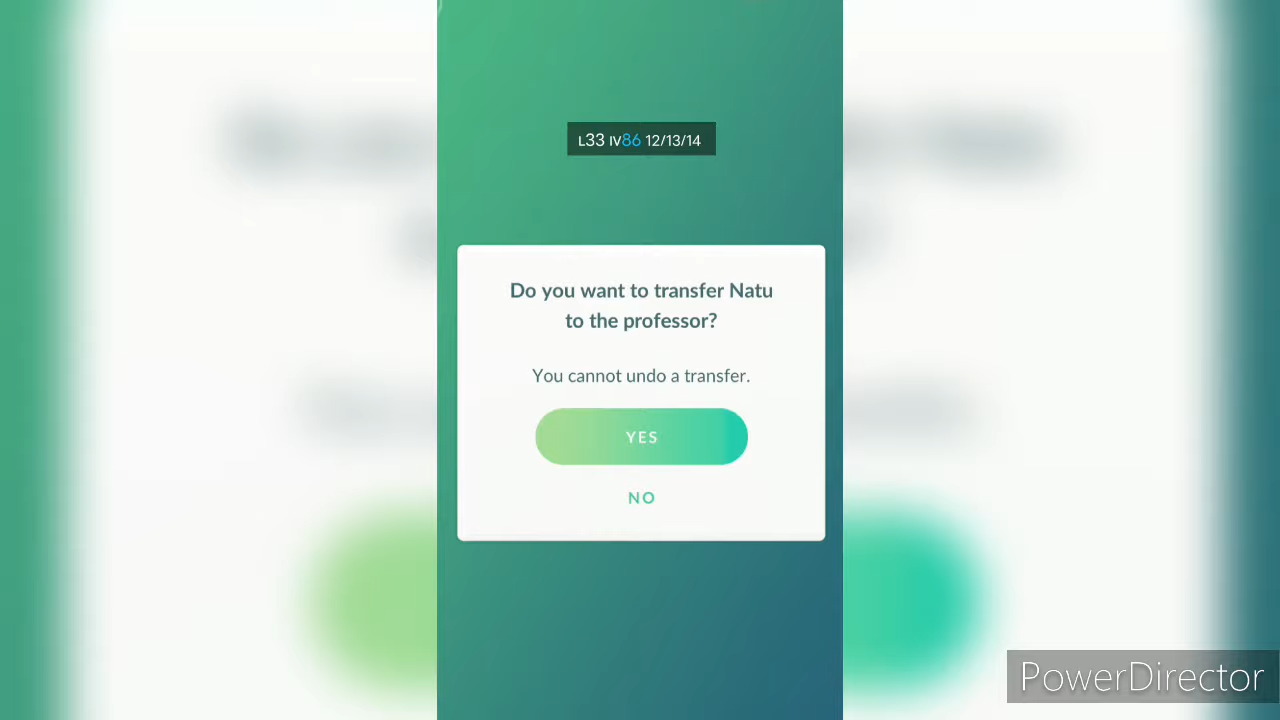 L33 IV86 12/13/14
Do you want to transfer Natu
to the professor?
You cannot undo a transfer.
YES
NO
PowerDirector